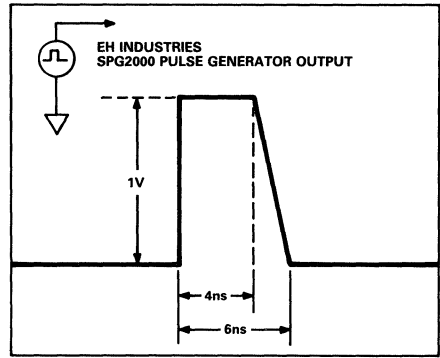 EH INDUSTRIES
SPG2000 PULSE GENERATOR OUTPUT
1V
4ns
6ns